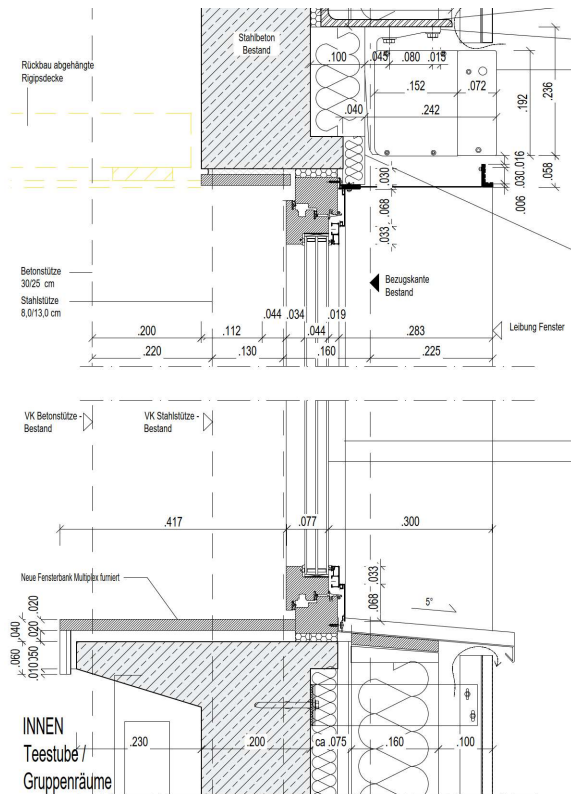 Stahlbeton
Bestand
Rückbau abgehängte
Rigipsdecke
.100
.045
.080
.015
.152
.072
.040
.242
.192
.236
.030
.016
.030
.058
.068
.006
.033
Betonstütze
30/25 cm
Stahlstütze
8,0/13,0 cm
Bezugskante
Bestand
.044
.034
.019
.200
.112
.044
.283
Leibung Fenster
.220
.130
.160
.225
VK Betonstütze -
Bestand
VK Stahlstütze -
Bestand
.417
.077
.300
Neue Fensterbank Multiplex furniert
.033
.068
5°
.020
.040
.020
.060
.050
.010
INNEN
Teestube /
Gruppenräume
.230
.200
ca .075
.160
.100